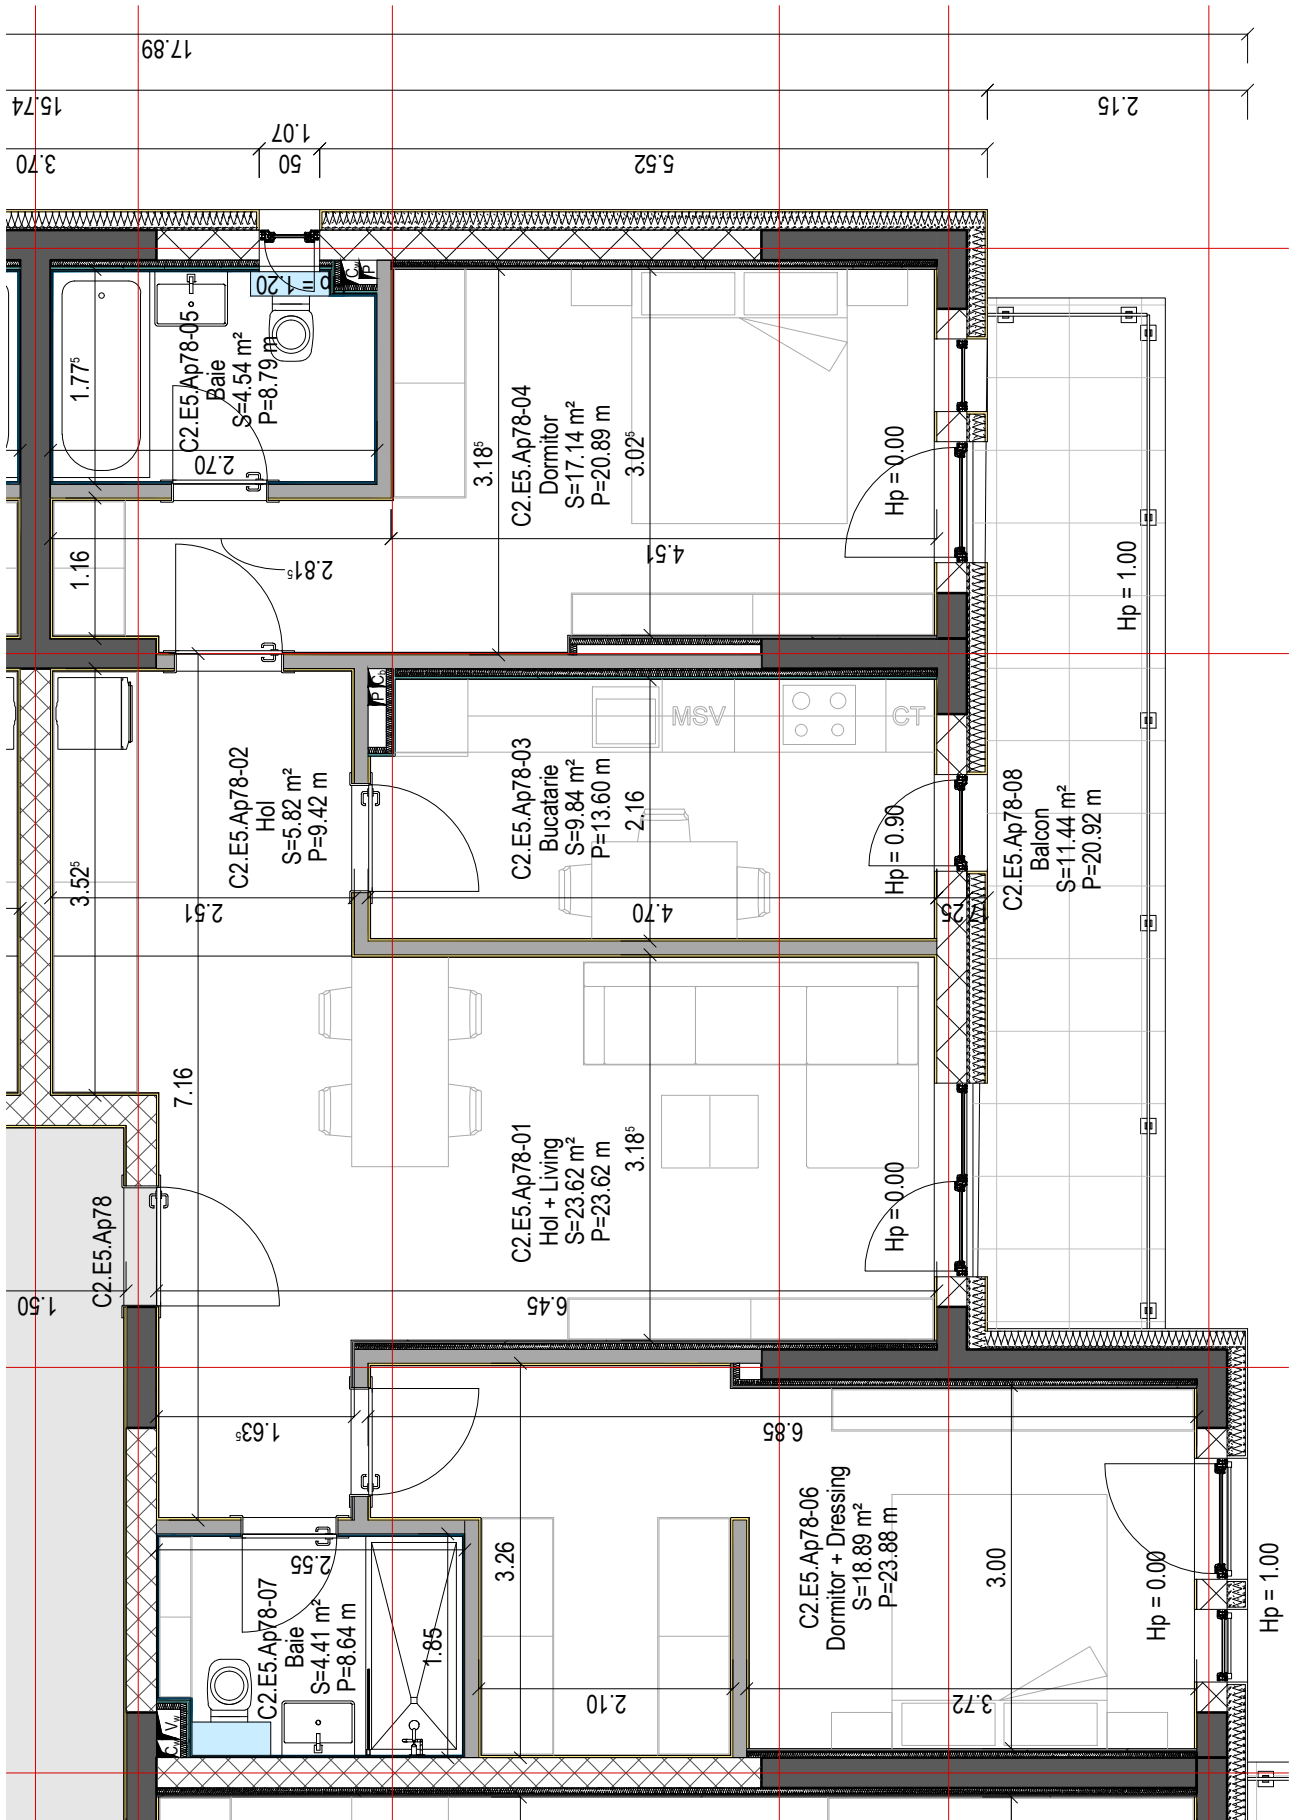 17.89
15.74
2.15
1.07
3.70
50
5.52
C2.E5.Ap78-05
Baie
S=4.54 m²
P=8.79 m
1.77⁵
2.70
= 1.20
C
P
C2.E5.Ap78-04
Dormitor
S=17.14 m²
P=20.89 m
3.18⁵
3.02⁵
4.51
Hp = 0.00
1.16
2.81⁵
Hp = 1.00
C2.E5.Ap78-02
Hol
S=5.82 m²
P=9.42 m
3.52⁵
2.51
P
C
MSV
CT
C2.E5.Ap78-03
Bucatarie
S=9.84 m²
P=13.60 m
2.16
4.70
Hp = 0.90
25
C2.E5.Ap78-08
Balcon
S=11.44 m²
P=20.92 m
7.16
C2.E5.Ap78
1.50
C2.E5.Ap78-01
Hol + Living
S=23.62 m²
P=23.62 m
3.18⁵
6.45
Hp = 0.00
1.63⁵
6.85
C2.E5.Ap78-07
Baie
S=4.41 m²
P=8.64 m
2.55
1.85
C
V
3.26
2.10
C2.E5.Ap78-06
Dormitor + Dressing
S=18.89 m²
P=23.88 m
3.00
3.72
Hp = 0.00
Hp = 1.00